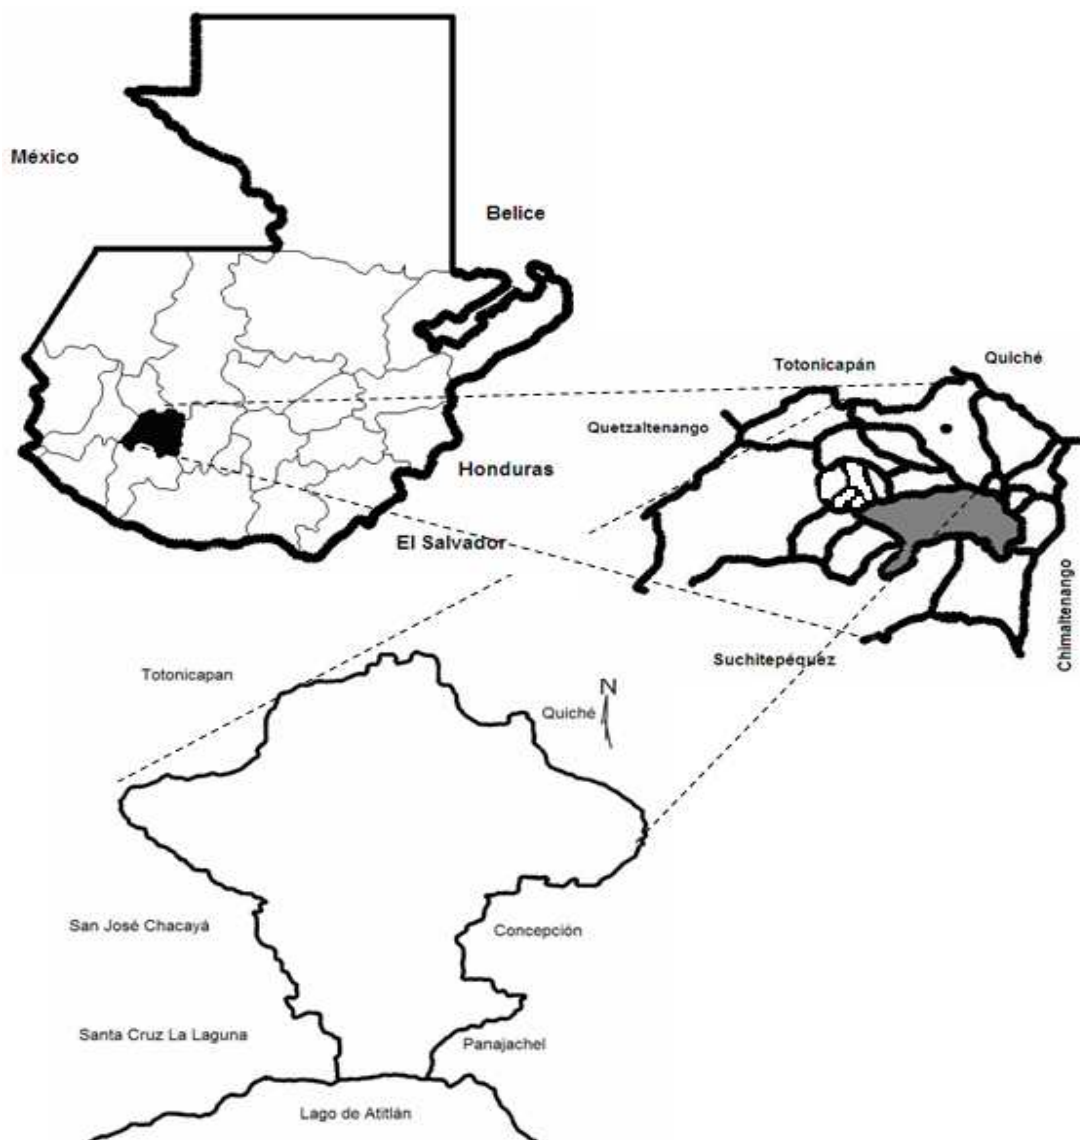 México
Belice
Totonicapán
Quiché
Quetzaltenango
Honduras
El Salvador
Chimaltenango
Suchitepéquez
Totonicapan
N
Quiché
San José Chacayá
Concepción
Santa Cruz La Laguna
Panajachel
Lago de Atitlán